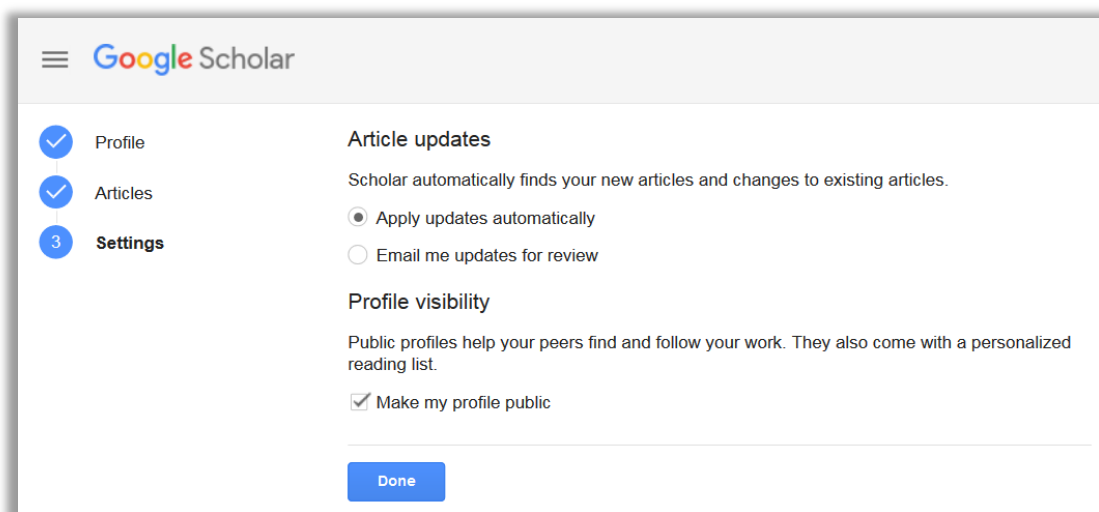 Google Scholar
Profile
Articles
3 Settings
Article updates
Scholar automatically finds your new articles and changes to existing articles.
Apply updates automatically
Email me updates for review
Profile visibility
Public profiles help your peers find and follow your work. They also come with a personalized
reading list.
Make my profile public
Done